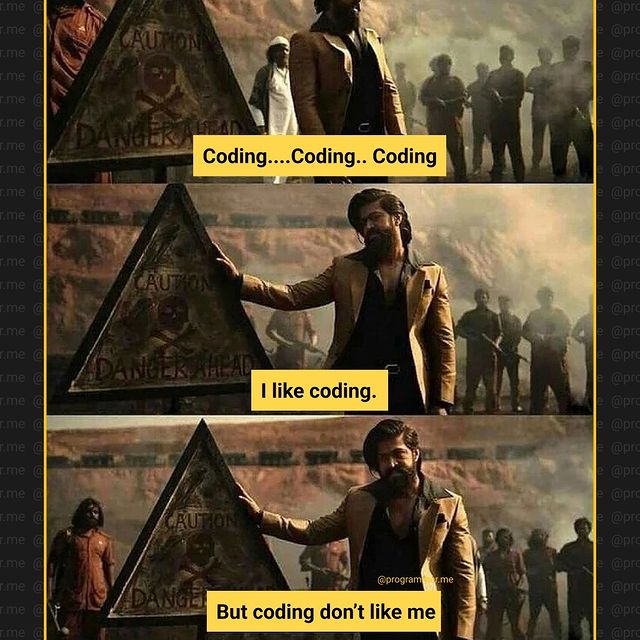 CAUTION
DANGER AHEAD
Coding....Coding.. Coding
CAUTION
DANGER AHEAD
I like coding.
CAUTION
DANGER
@programmer.me
But coding don’t like me